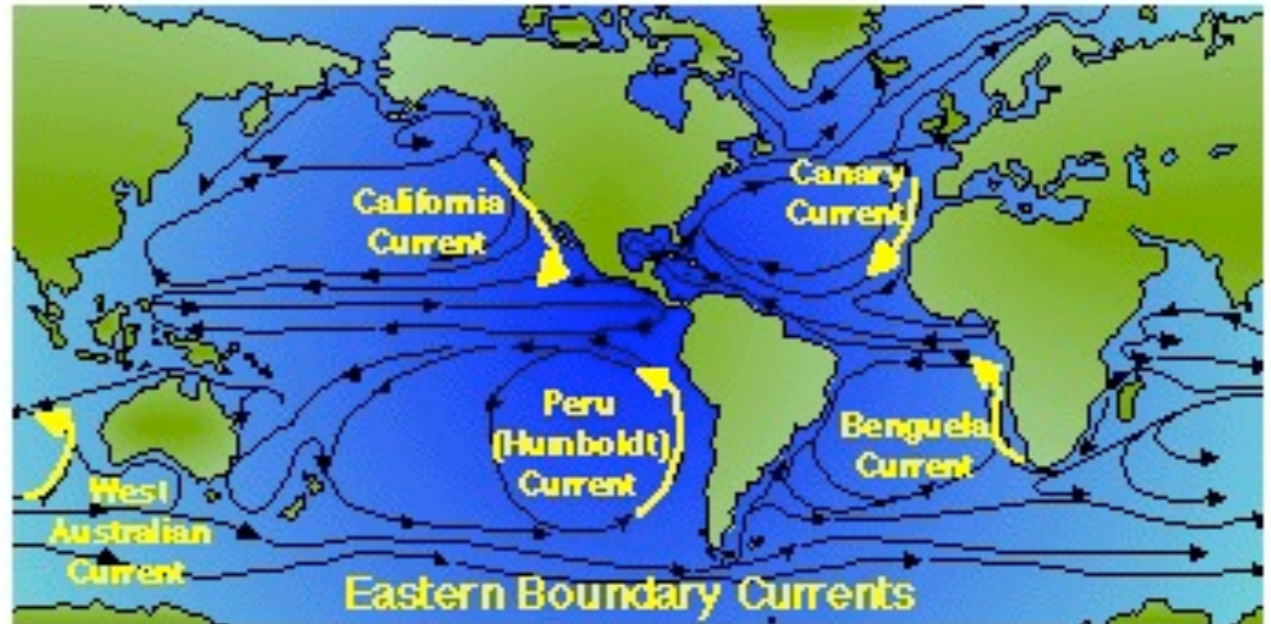 California
Current
Canary
Current
Peru
(Humboldt)
Current
Benguela
Current
West
Australian
Current
Eastern Boundary Currents